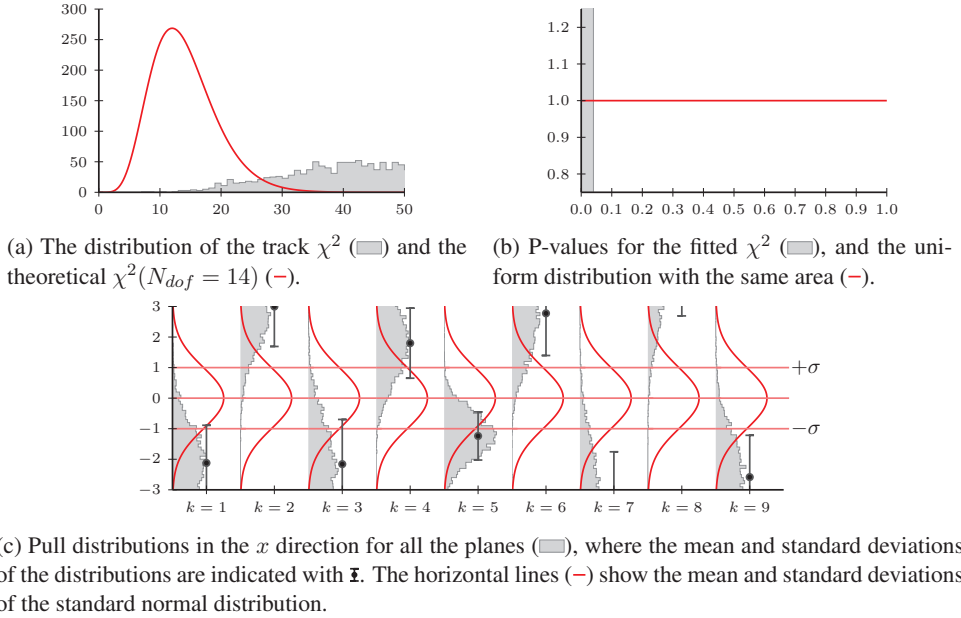 300
250
200
150
100
50
0
0 10 20 30 40 50
1.2
1.1
1.0
0.9
0.8
0.0 0.1 0.2 0.3 0.4 0.5 0.6 0.7 0.8 0.9 1.0
(a) The distribution of the track χ² () and the
theoretical χ²(N_dof = 14) (–).
(b) P-values for the fitted χ² (), and the uni-
form distribution with the same area (–).
3
2
1
0
−1
−2
−3
+σ
−σ
k = 1 k = 2 k = 3 k = 4 k = 5 k = 6 k = 7 k = 8 k = 9
(c) Pull distributions in the x direction for all the planes (), where the mean and standard deviations
of the distributions are indicated with . The horizontal lines (–) show the mean and standard deviations
of the standard normal distribution.